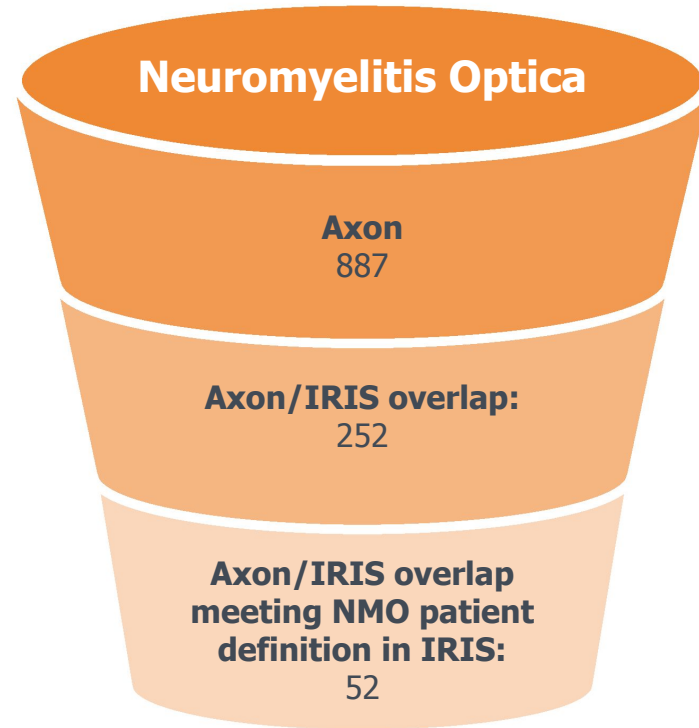 Neuromyelitis Optica
Axon
887
Axon/IRIS overlap:
252
Axon/IRIS overlap
meeting NMO patient
definition in IRIS:
52